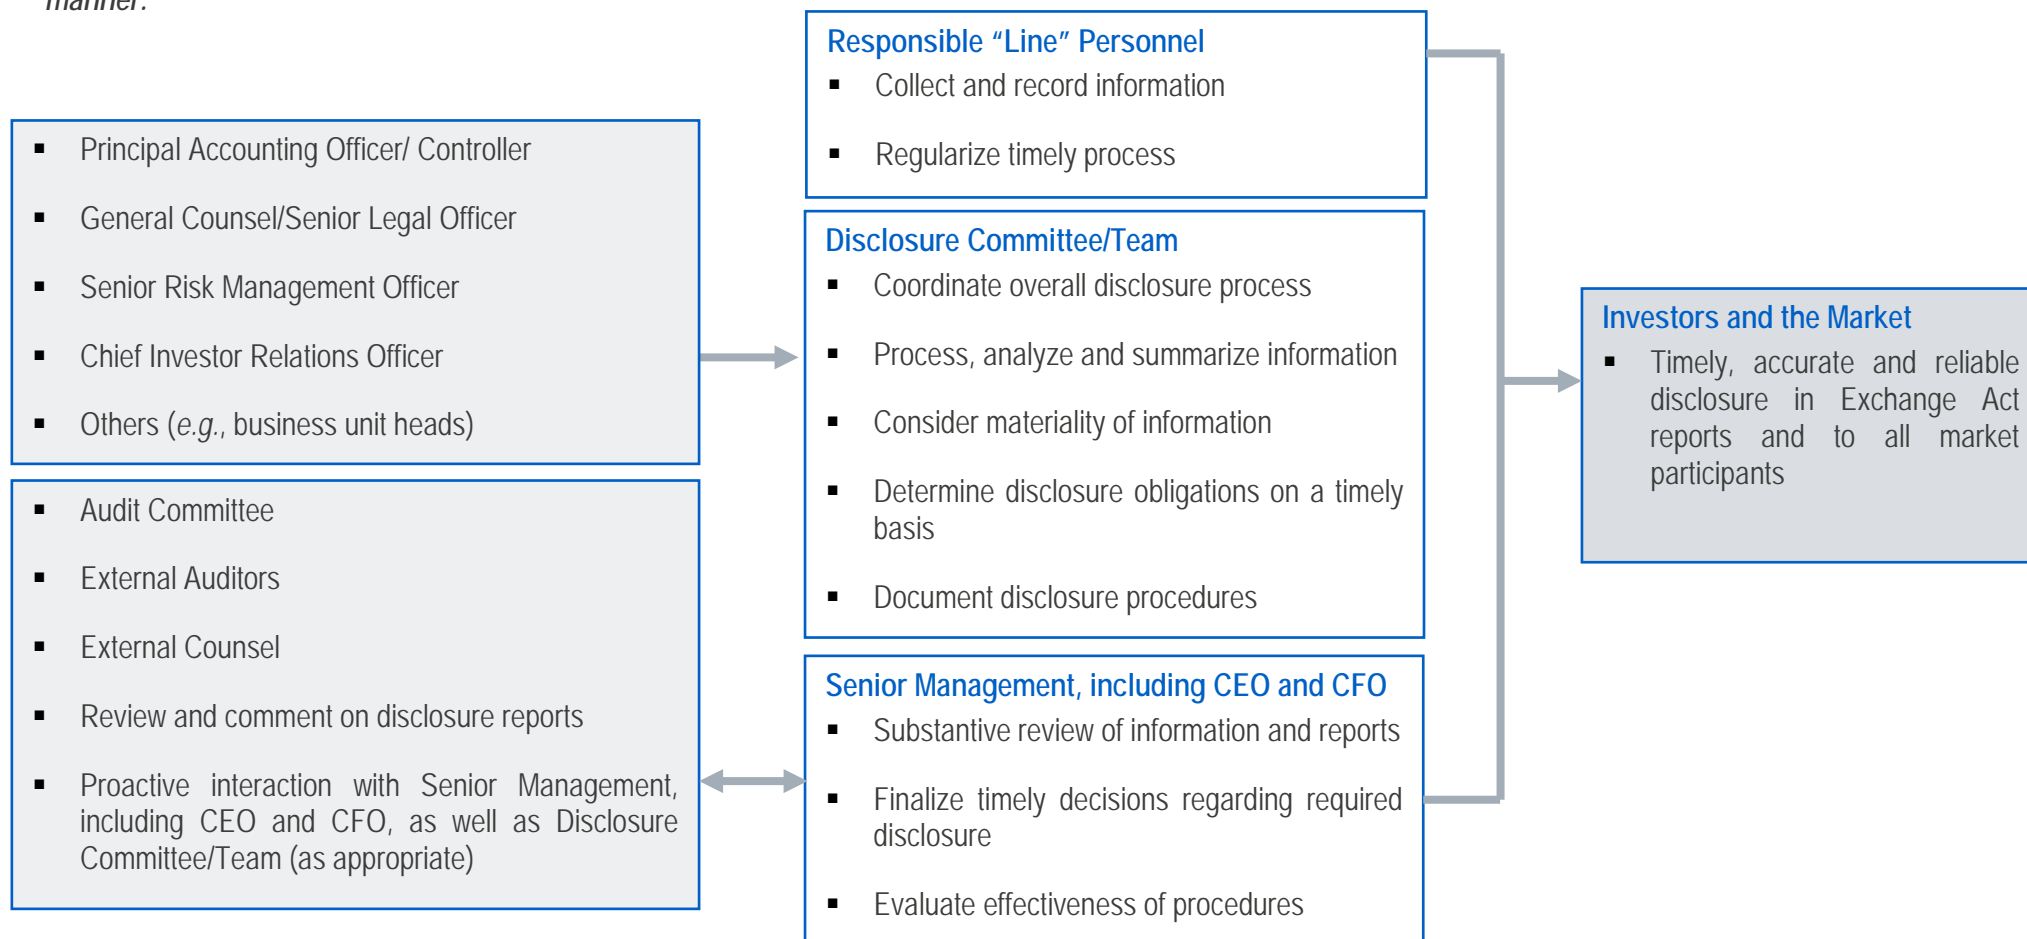 manner.
Responsible “Line” Personnel
▪ Collect and record information
▪ Regularize timely process
▪ Principal Accounting Officer/ Controller
▪ General Counsel/Senior Legal Officer
▪ Senior Risk Management Officer
▪ Chief Investor Relations Officer
▪ Others (e.g., business unit heads)
Disclosure Committee/Team
▪ Coordinate overall disclosure process
▪ Process, analyze and summarize information
▪ Consider materiality of information
▪ Determine disclosure obligations on a timely
basis
▪ Document disclosure procedures
▪ Audit Committee
▪ External Auditors
▪ External Counsel
▪ Review and comment on disclosure reports
▪ Proactive interaction with Senior Management,
including CEO and CFO, as well as Disclosure
Committee/Team (as appropriate)
Senior Management, including CEO and CFO
▪ Substantive review of information and reports
▪ Finalize timely decisions regarding required
disclosure
▪ Evaluate effectiveness of procedures
Investors and the Market
▪ Timely, accurate and reliable
disclosure in Exchange Act
reports and to all market
participants